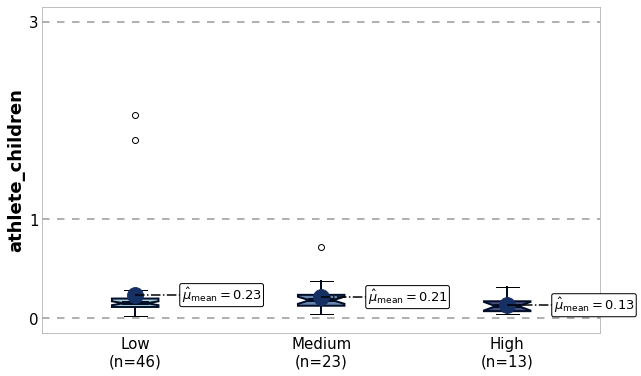 athlete_children
3
1
0
μ̂mean = 0.23
μ̂mean = 0.21
μ̂mean = 0.13
Low
(n=46)
Medium
(n=23)
High
(n=13)